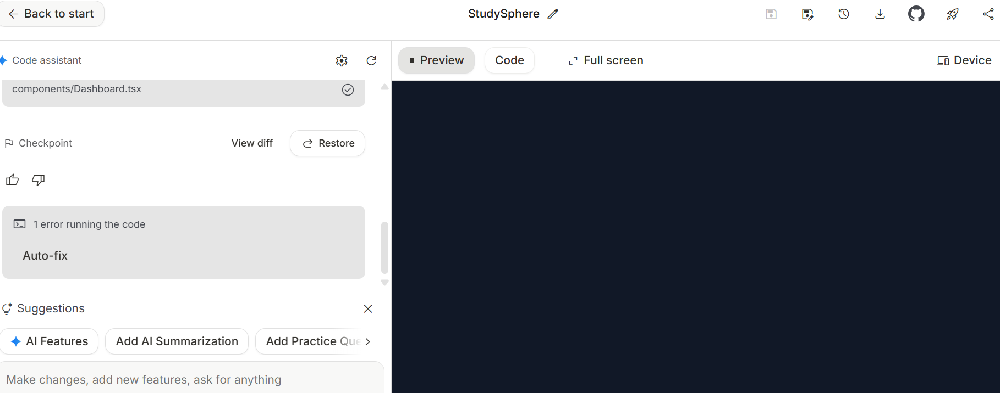 Back to start
StudySphere
Code assistant
Preview
Code
Full screen
Device
components/Dashboard.tsx
Checkpoint
View diff
Restore
1 error running the code
Auto-fix
Suggestions
AI Features
Add AI Summarization
Add Practice Que
Make changes, add new features, ask for anything